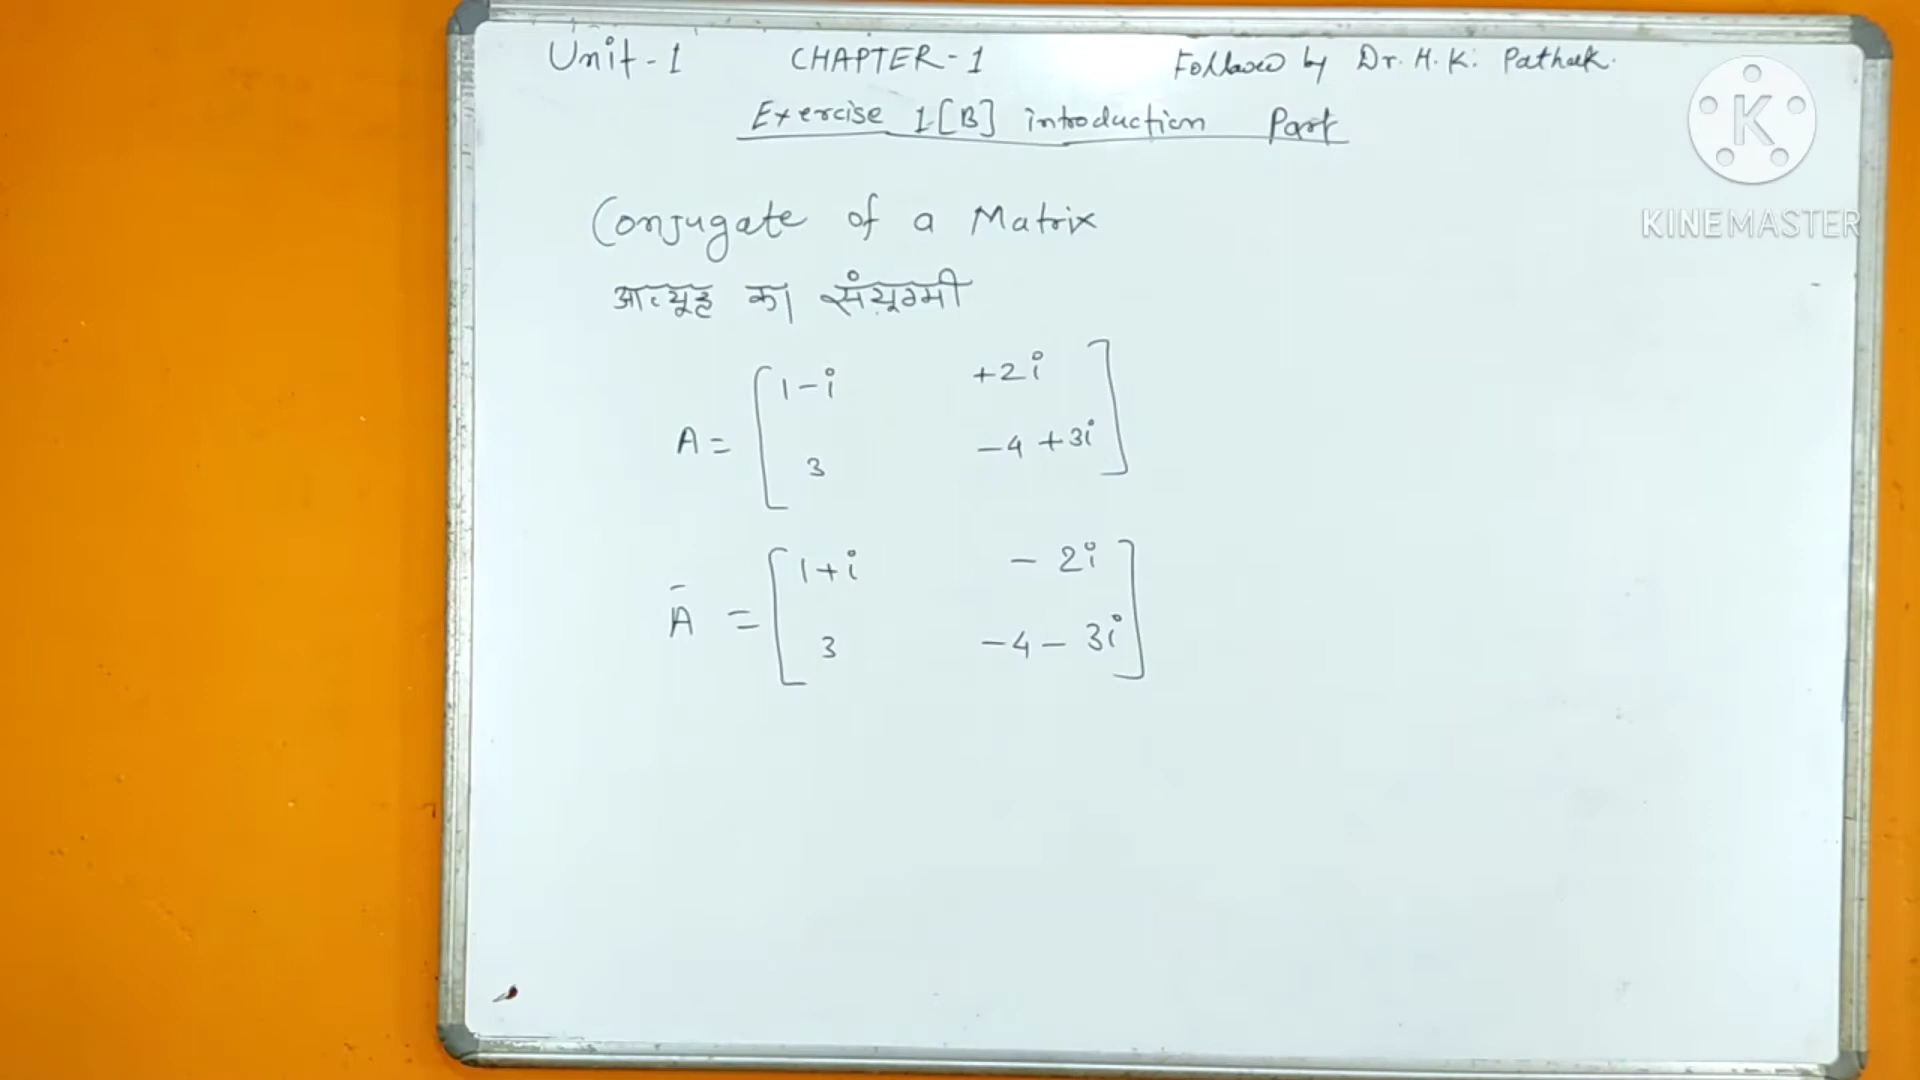 Unit-1 CHAPTER-1 Followed by Dr. H.K. Pathak.
Exercise 1[B] introduction Part
K
KINEMASTER
Conjugate of a Matrix
आव्यूह का संयुग्मी
A = [ 1-i +2i
3 -4+3i ]
Ā = [ 1+i -2i
3 -4-3i ]